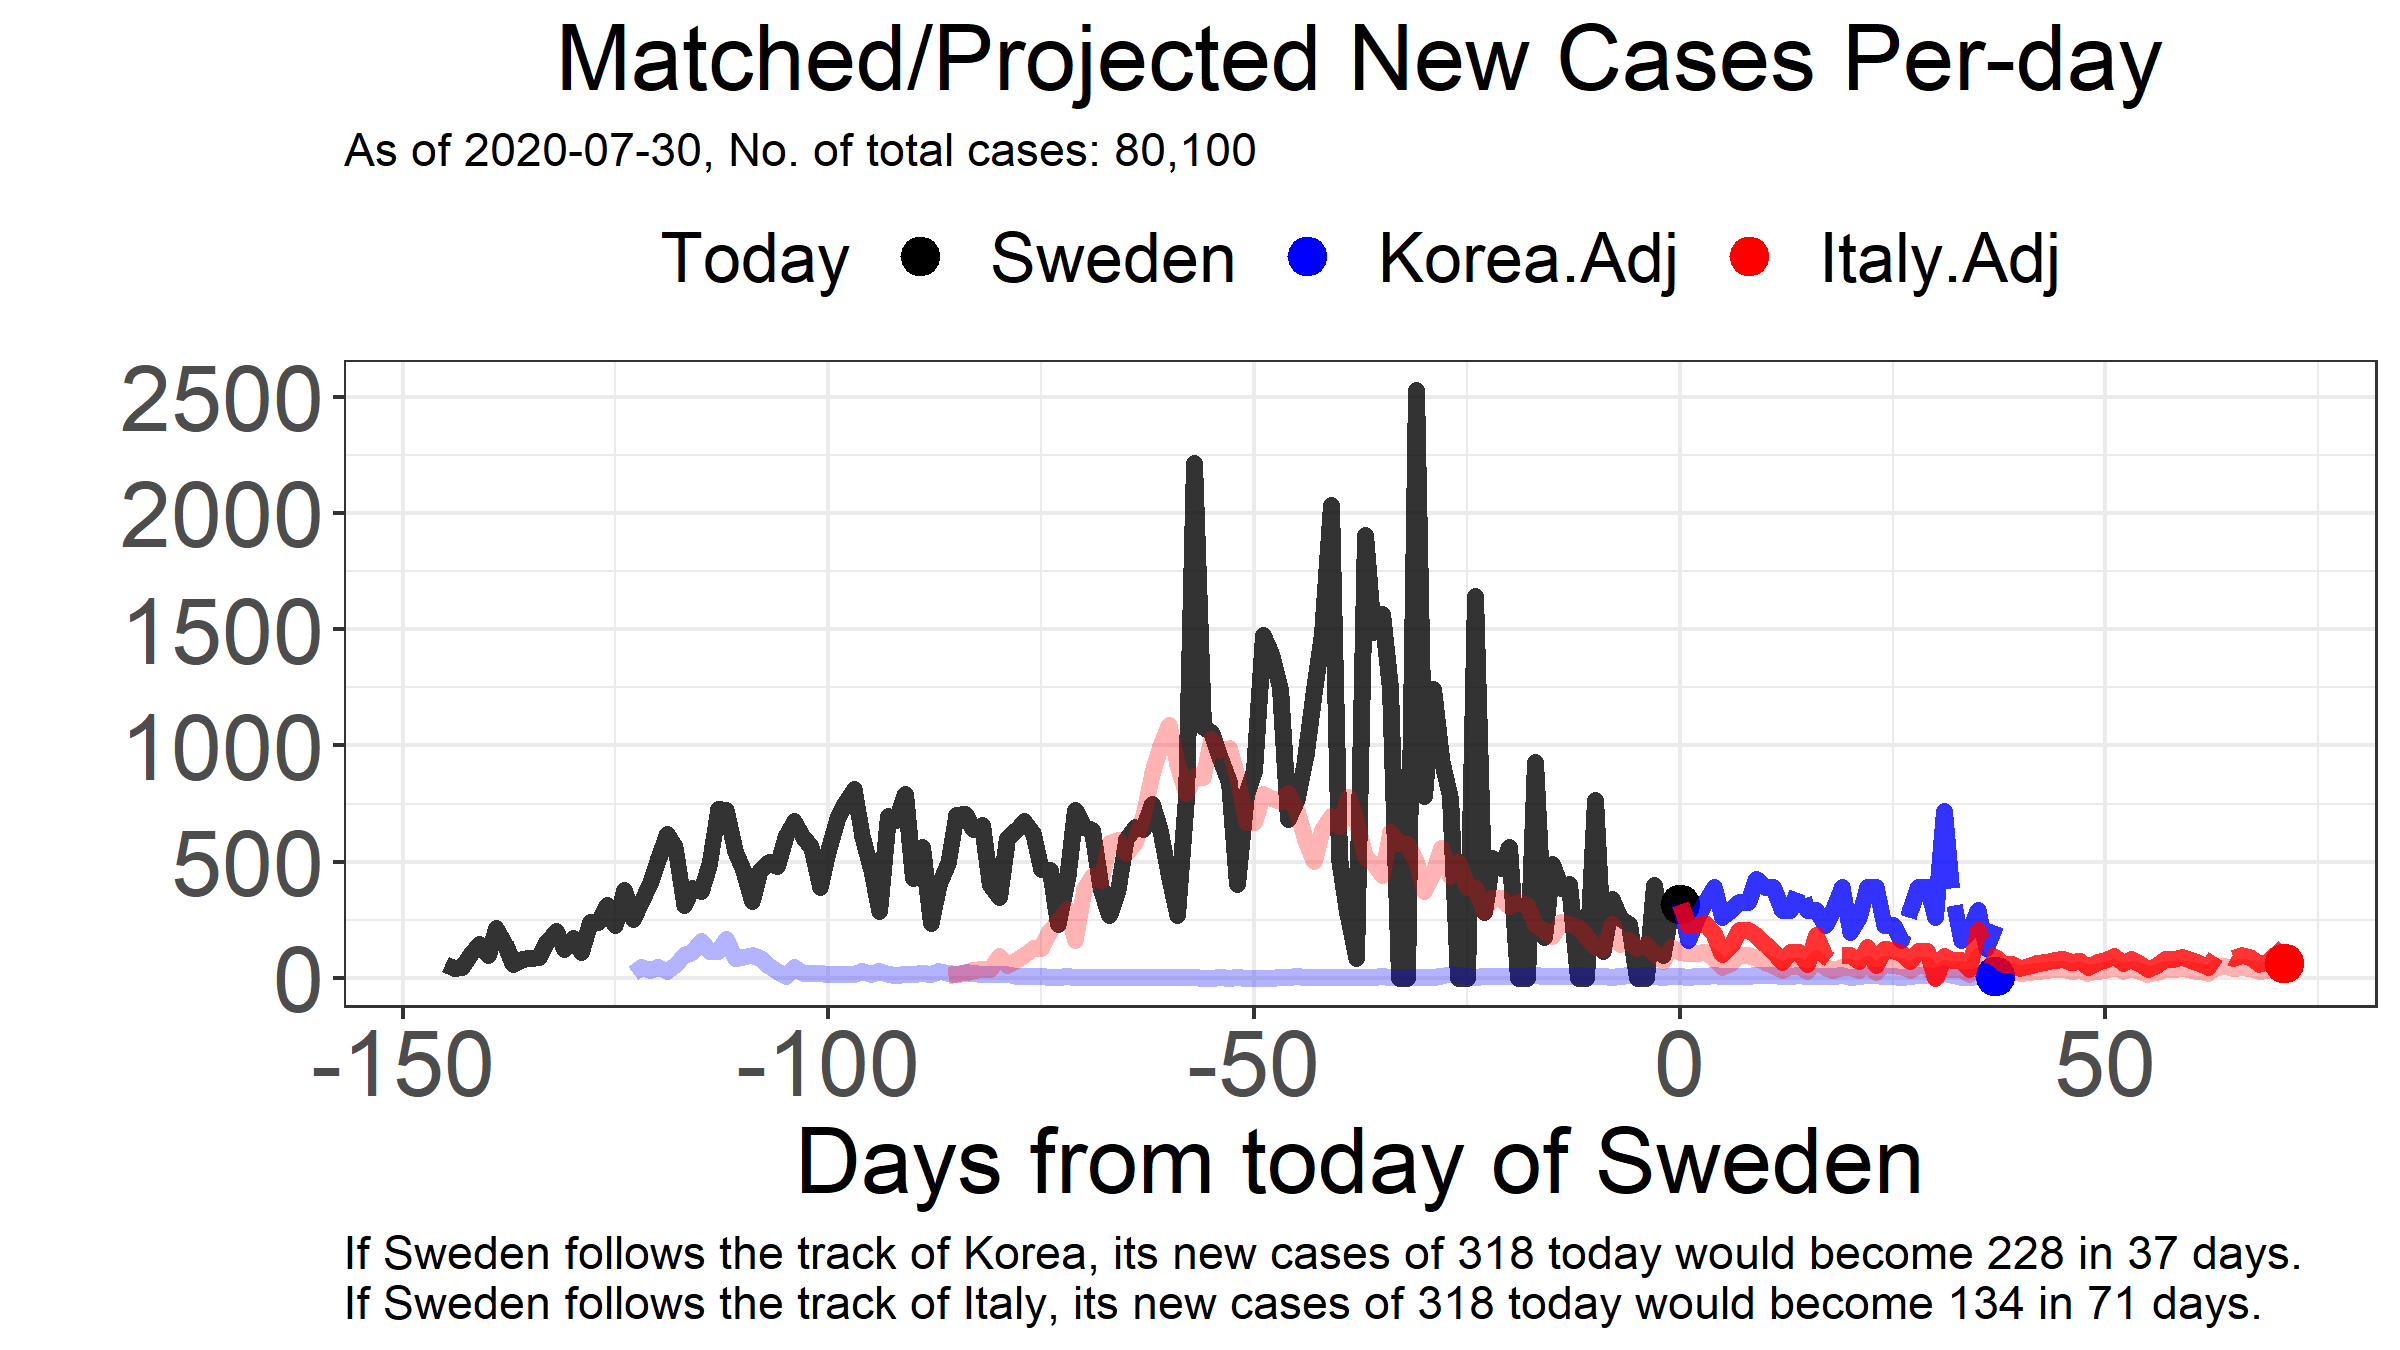 Matched/Projected New Cases Per-day
As of 2020-07-30, No. of total cases: 80,100
Today Sweden Korea.Adj Italy.Adj
2500
2000
1500
1000
500
0
-150 -100 -50 0 50
Days from today of Sweden
If Sweden follows the track of Korea, its new cases of 318 today would become 228 in 37 days.
If Sweden follows the track of Italy, its new cases of 318 today would become 134 in 71 days.